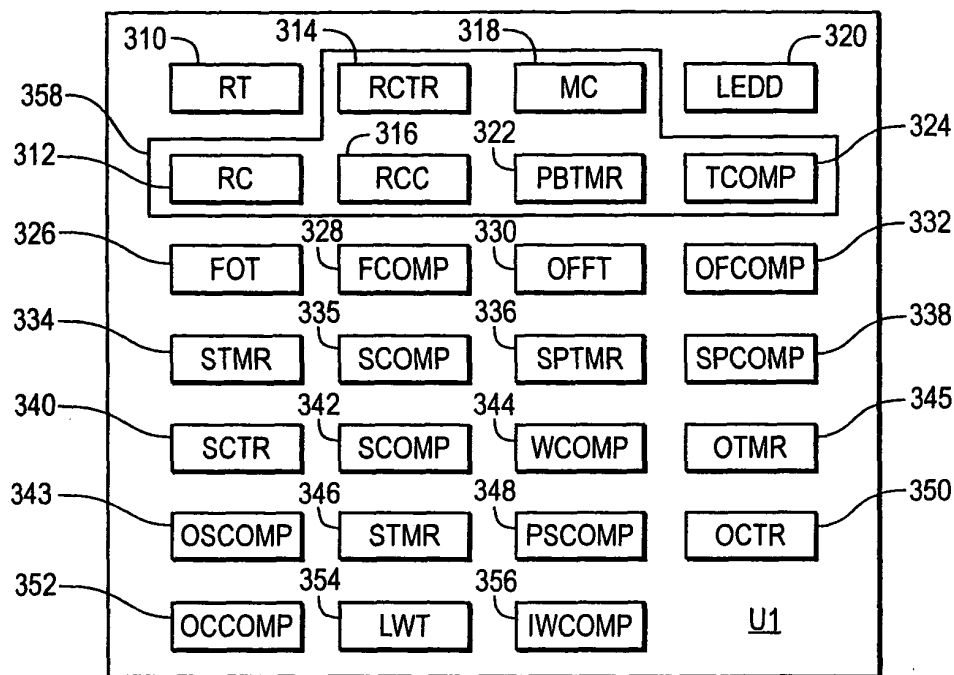 310 314 318 320
RT RCTR MC LEDD
358 316 322 324
312 RC RCC PBTMR TCOMP
326 328 330 332
FOT FCOMP OFFT OFCOMP
334 335 336 338
STMR SCOMP SPTMR SPCOMP
340 342 344 345
SCTR SCOMP WCOMP OTMR
343 346 348 350
OSCOMP STMR PSCOMP OCTR
352 354 356
OCCOMP LWT IWCOMP U1